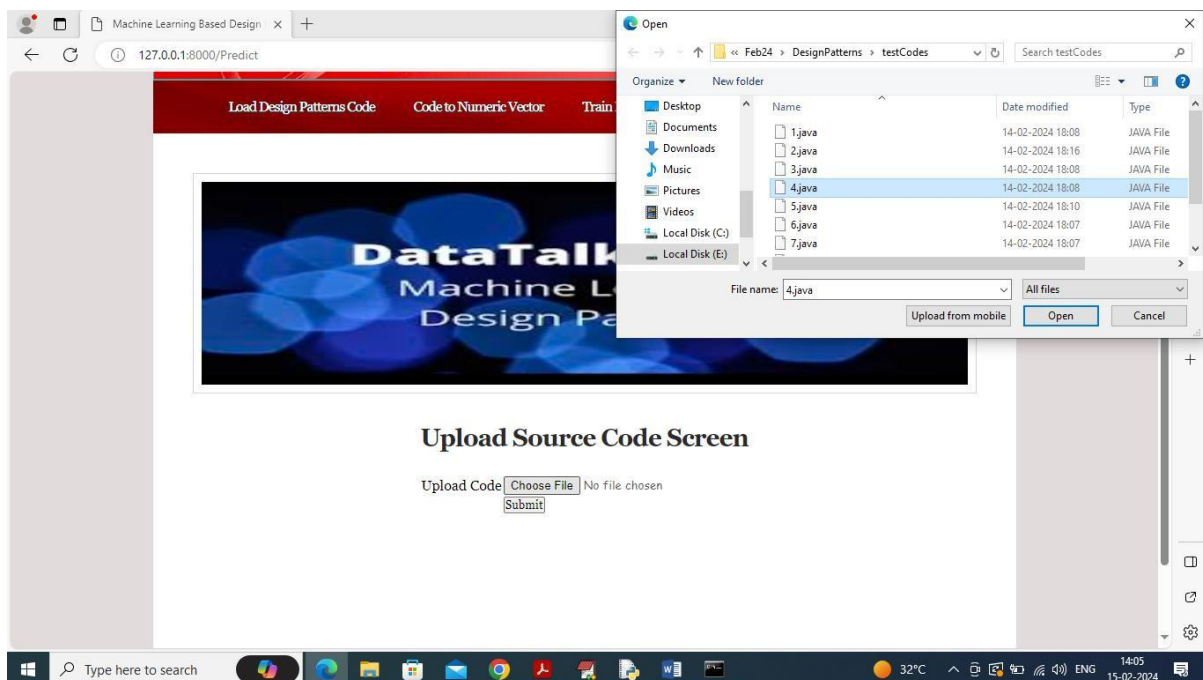 Machine Learning Based Design
127.0.0.1:8000/Predict
Load Design Patterns Code Code to Numeric Vector Train
DataTalk
Machine L
Design Pa
Upload Source Code Screen
Upload Code Choose File No file chosen
Submit
Open
« Feb24 › DesignPatterns › testCodes Search testCodes
Organize New folder
Desktop
Documents
Downloads
Music
Pictures
Videos
Local Disk (C:)
Local Disk (E:)
Name Date modified Type
1.java 14-02-2024 18:08 JAVA File
2.java 14-02-2024 18:16 JAVA File
3.java 14-02-2024 18:08 JAVA File
4.java 14-02-2024 18:08 JAVA File
5.java 14-02-2024 18:10 JAVA File
6.java 14-02-2024 18:07 JAVA File
7.java 14-02-2024 18:07 JAVA File
File name: 4.java All files
Upload from mobile Open Cancel
Type here to search 32°C ENG 14:05
15-02-2024